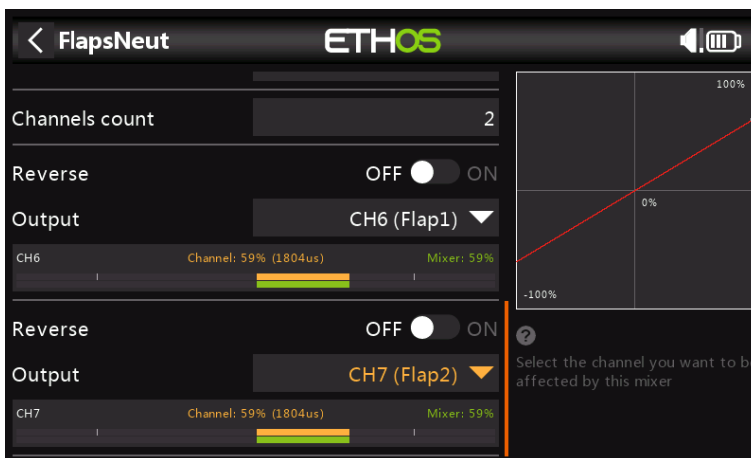 FlapsNeut
ETHOS
Channels count 2
Reverse OFF ON
Output CH6 (Flap1)
CH6 Channel: 59% (1804us) Mixer: 59%
Reverse OFF ON
Output CH7 (Flap2)
CH7 Channel: 59% (1804us) Mixer: 59%
100%
0%
-100%
?
Select the channel you want to b
affected by this mixer